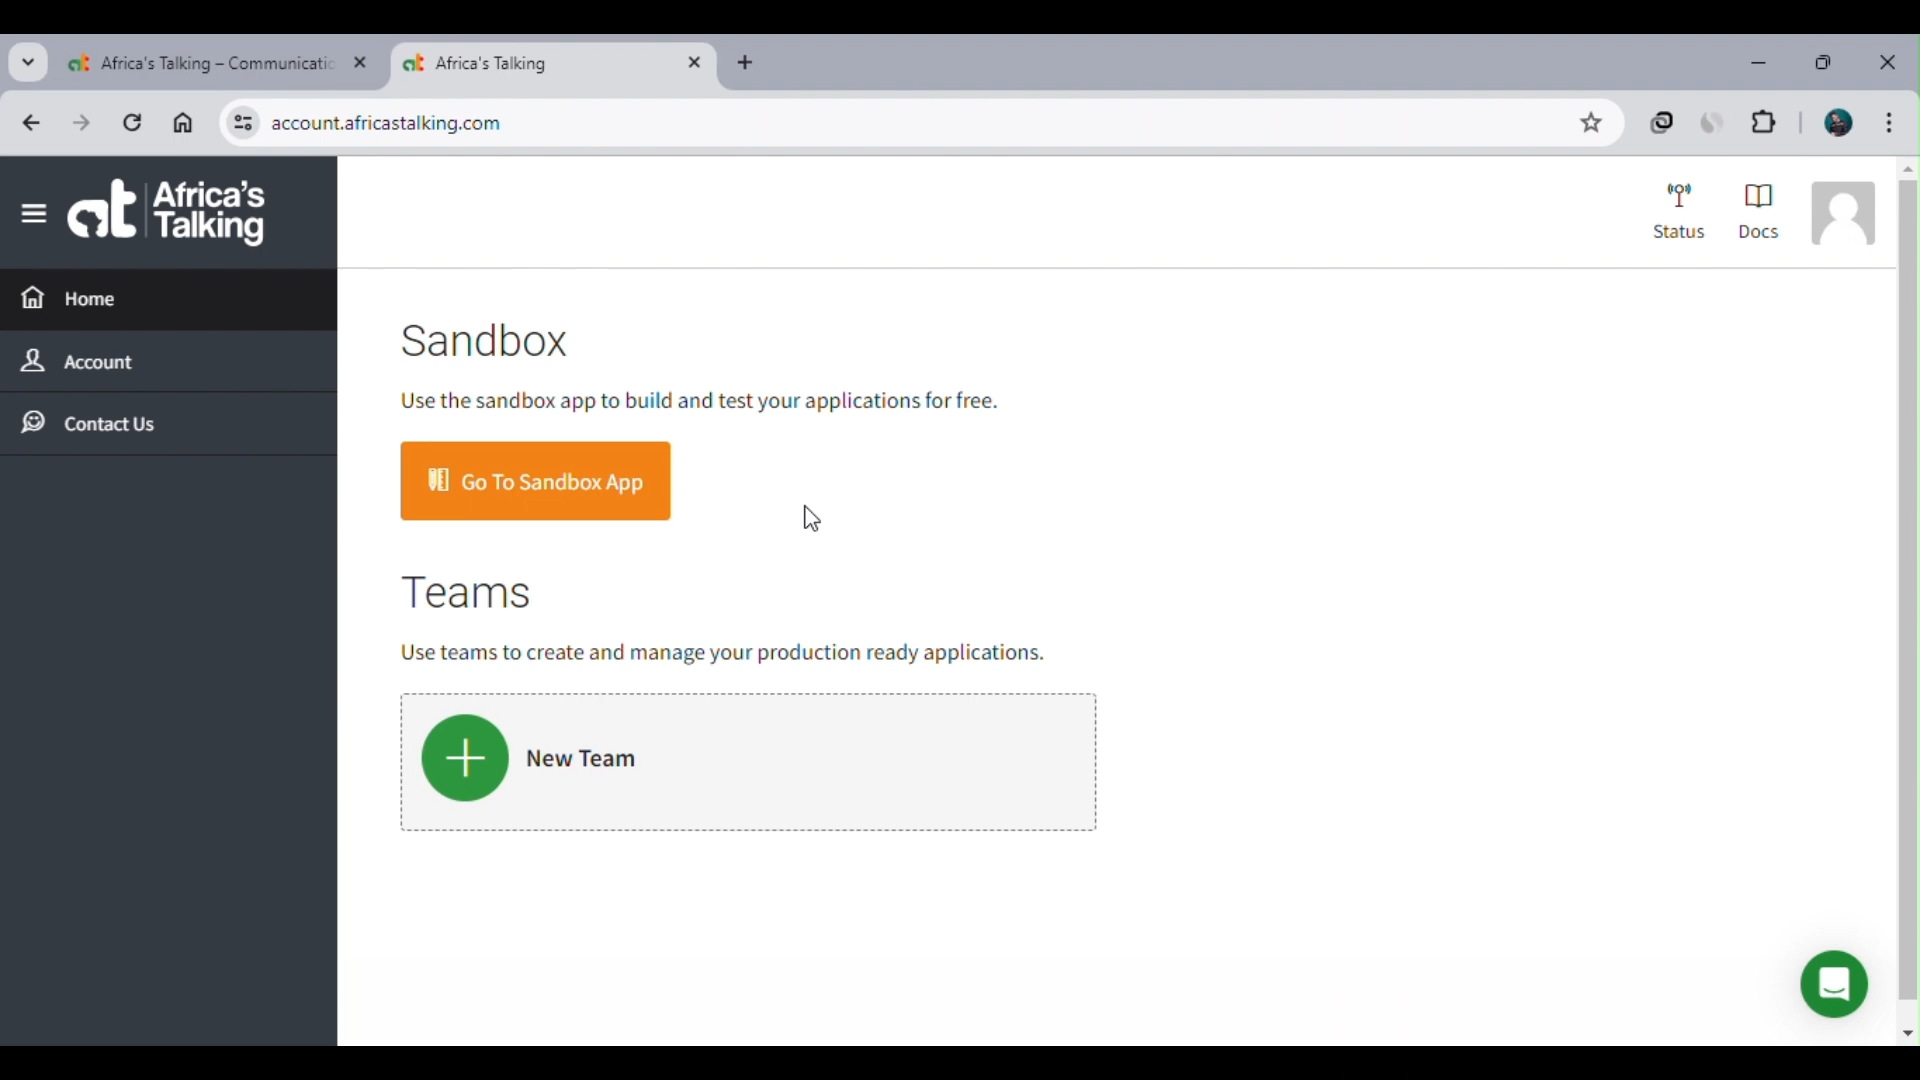 Africa's Talking – Communicatic
Africa's Talking
account.africastalking.com
at Africa's
Talking
Status
Docs
Home
Account
Contact Us
Sandbox
Use the sandbox app to build and test your applications for free.
Go To Sandbox App
Teams
Use teams to create and manage your production ready applications.
New Team